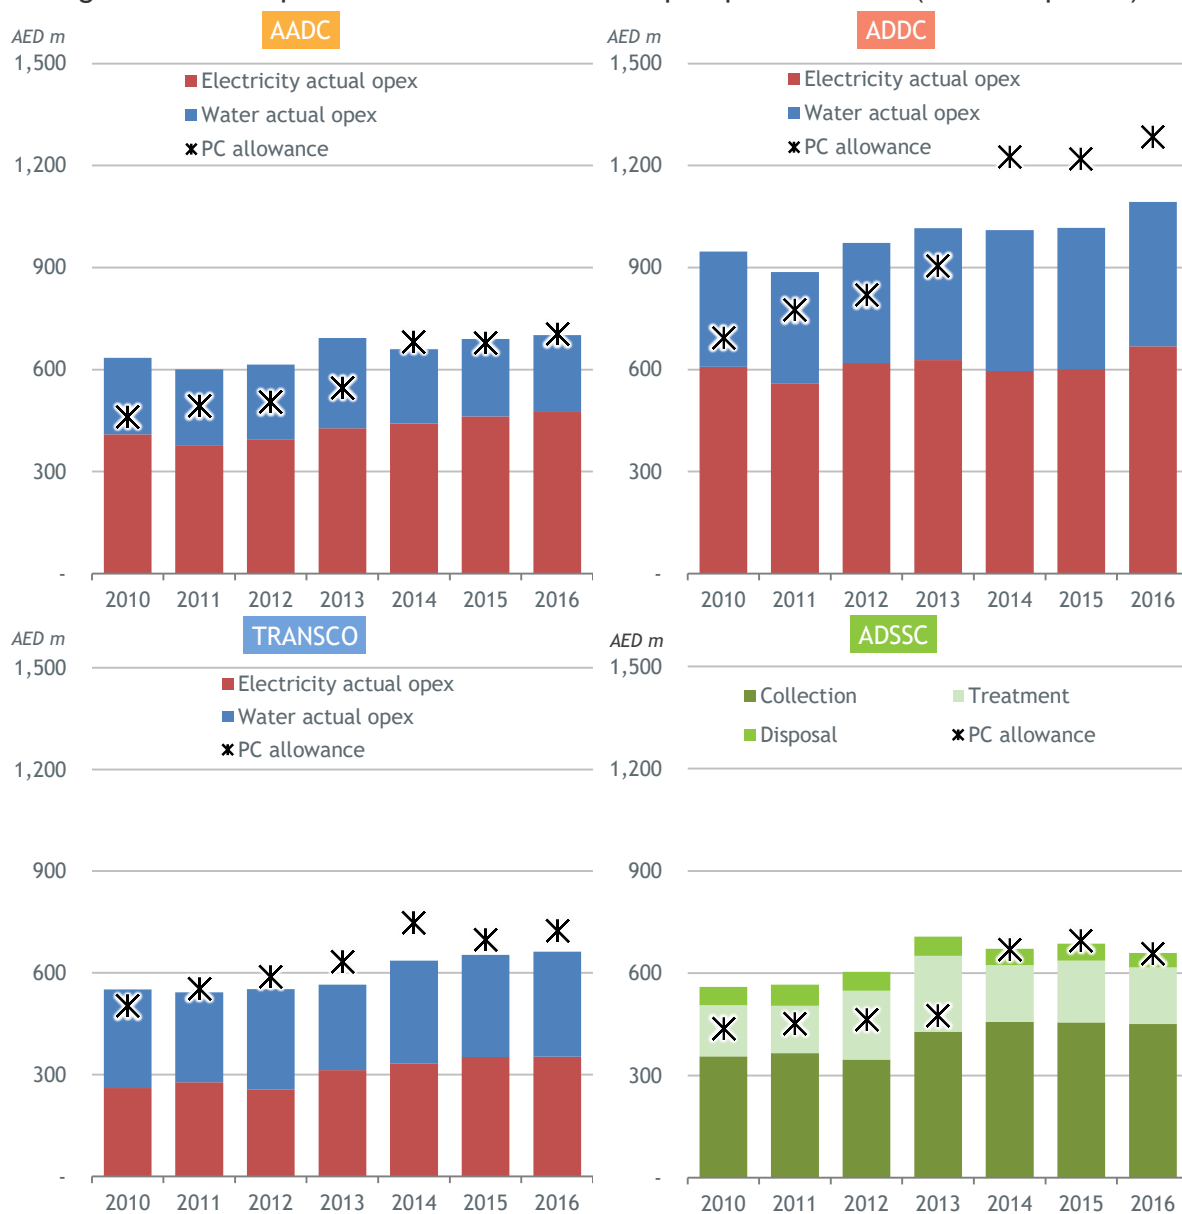 AADC
AED m
1,500
1,200
900
600
300
-
Electricity actual opex
Water actual opex
PC allowance
2010 2011 2012 2013 2014 2015 2016
ADDC
AED m
1,500
1,200
900
600
300
-
Electricity actual opex
Water actual opex
PC allowance
2010 2011 2012 2013 2014 2015 2016
TRANSCO
AED m
1,500
1,200
900
600
300
-
Electricity actual opex
Water actual opex
PC allowance
2010 2011 2012 2013 2014 2015 2016
ADSSC
AED m
1,500
1,200
900
600
300
-
Collection Treatment
Disposal PC allowance
2010 2011 2012 2013 2014 2015 2016